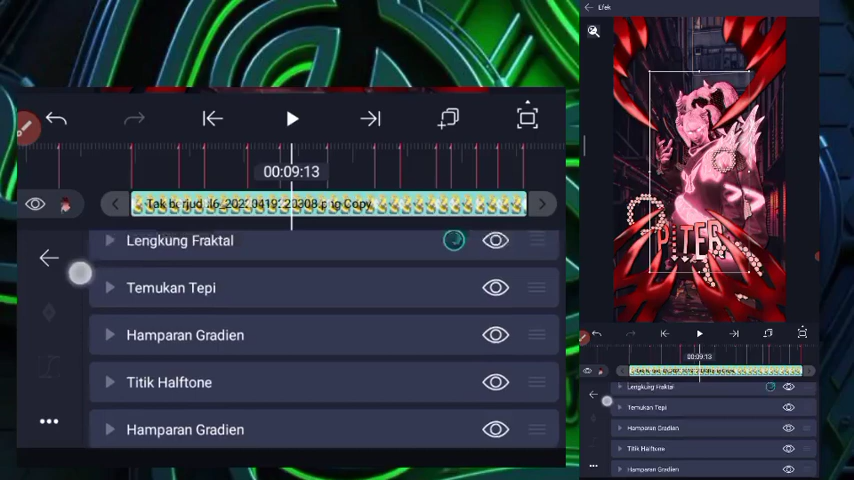 Efek
00:09:13
Lengkung Fraktal
Temukan Tepi
Hamparan Gradien
Titik Halftone
Hamparan Gradien
PITER
00:09:13
Lengkung Fraktal
Temukan Tepi
Hamparan Gradien
Titik Halftone
Hamparan Gradien